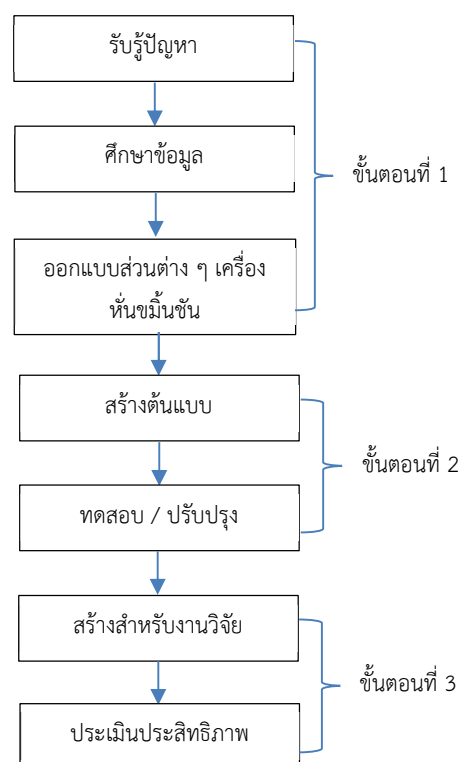 รับรู้ปัญหา
ศึกษาข้อมูล
ขั้นตอนที่ 1
ออกแบบส่วนต่าง ๆ เครื่อง
หั่นขมิ้นชัน
สร้างต้นแบบ
ขั้นตอนที่ 2
ทดสอบ / ปรับปรุง
สร้างสำหรับงานวิจัย
ขั้นตอนที่ 3
ประเมินประสิทธิภาพ